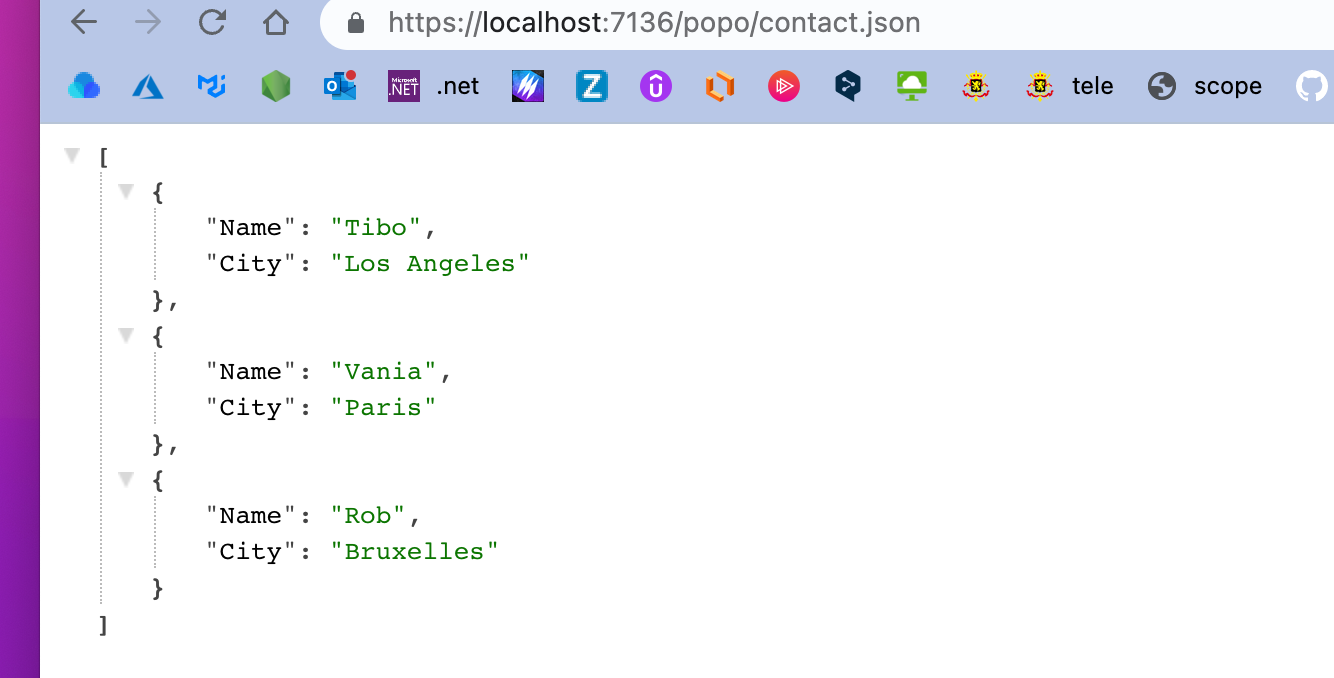 https://localhost:7136/popo/contact.json
Microsoft .NET .net Z tele scope
[
{
"Name": "Tibo",
"City": "Los Angeles"
},
{
"Name": "Vania",
"City": "Paris"
},
{
"Name": "Rob",
"City": "Bruxelles"
}
]